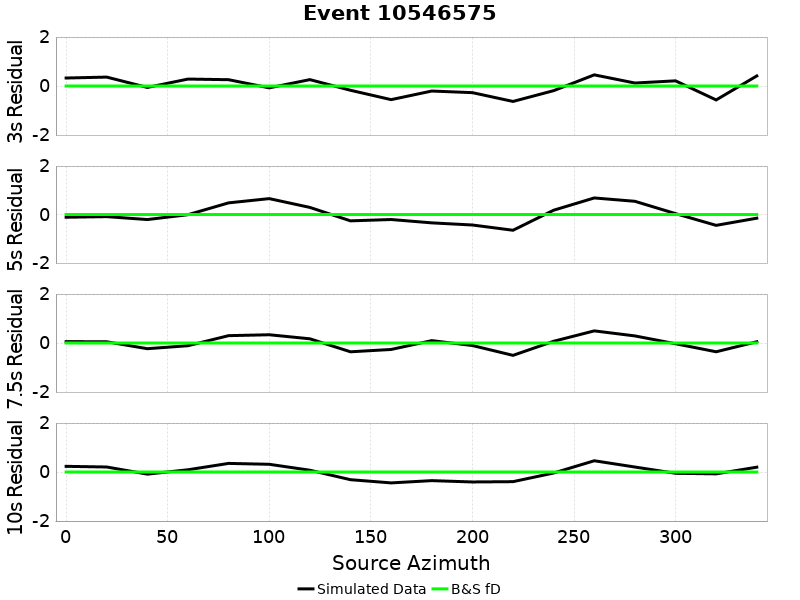 Event 10546575
3s Residual
2
0
-2
5s Residual
2
0
-2
7.5s Residual
2
0
-2
10s Residual
2
0
-2
0 50 100 150 200 250 300
Source Azimuth
Simulated Data B&S fD